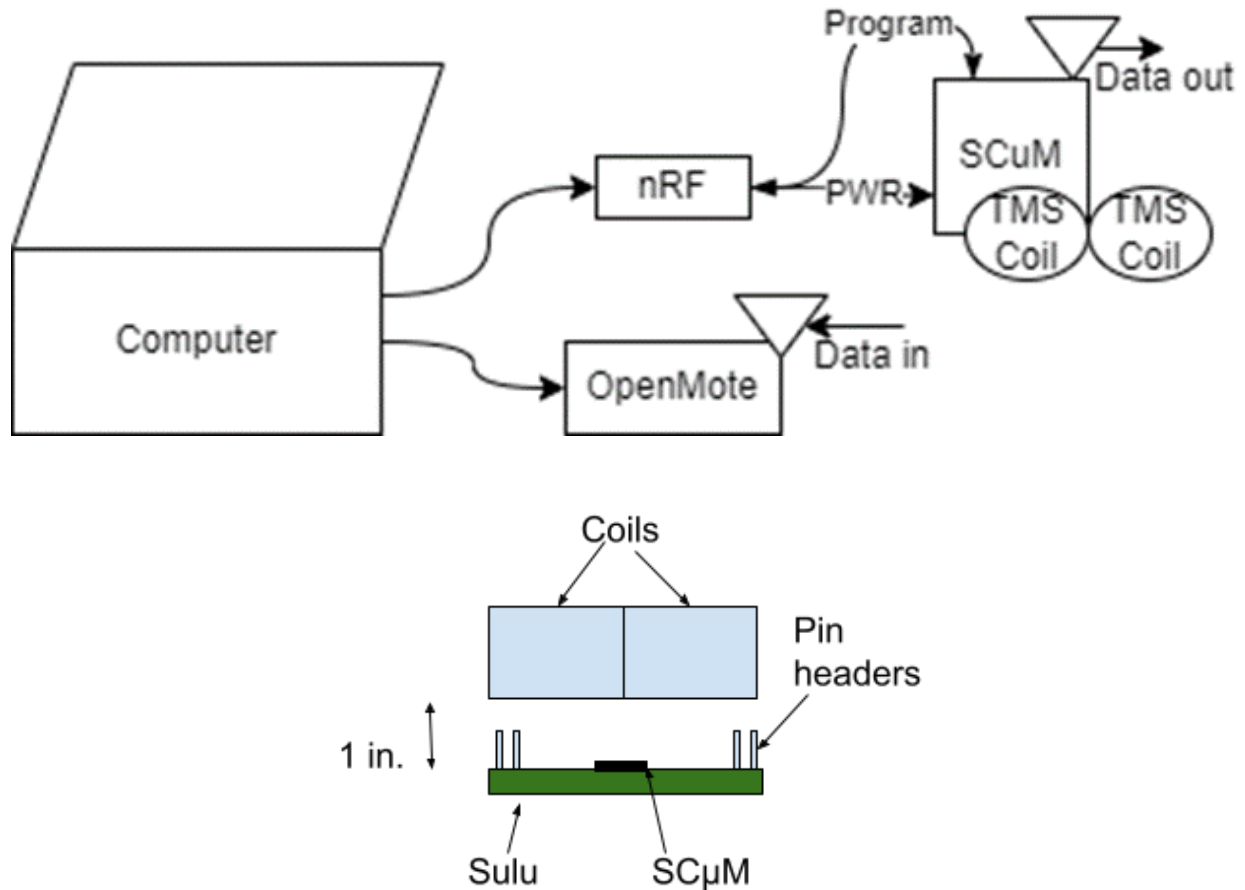 Program
Data out
SCuM
nRF
PWR
TMS
Coil
TMS
Coil
Computer
Data in
OpenMote
Coils
Pin
headers
1 in.
Sulu
SCμM